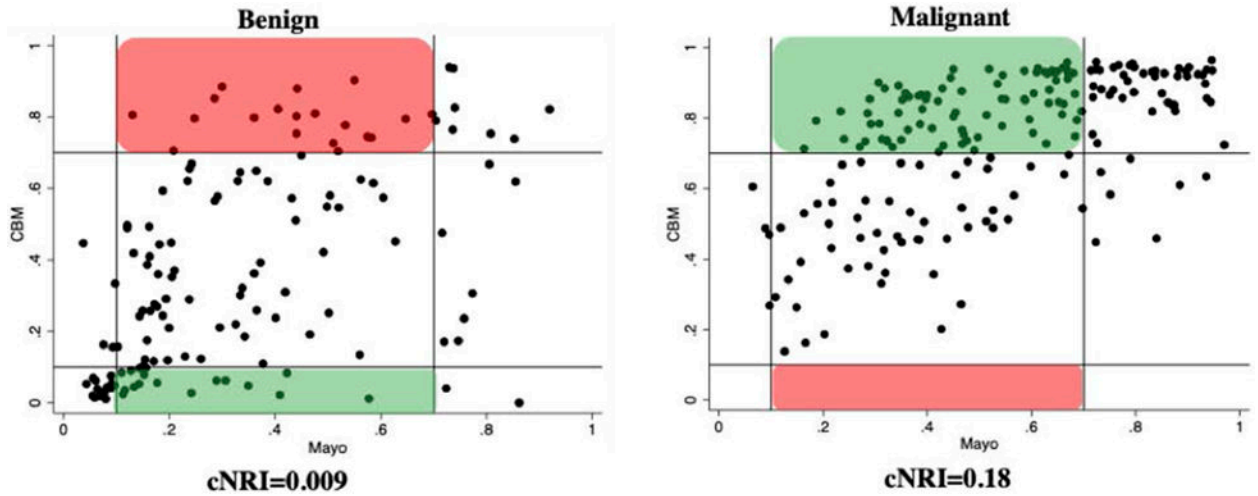 Benign
1
.8
.6
.4
.2
0
CBM
0 .2 .4 .6 .8 1
Mayo
cNRI=0.009
Malignant
1
.8
.6
.4
.2
0
CBM
0 .2 .4 .6 .8 1
Mayo
cNRI=0.18